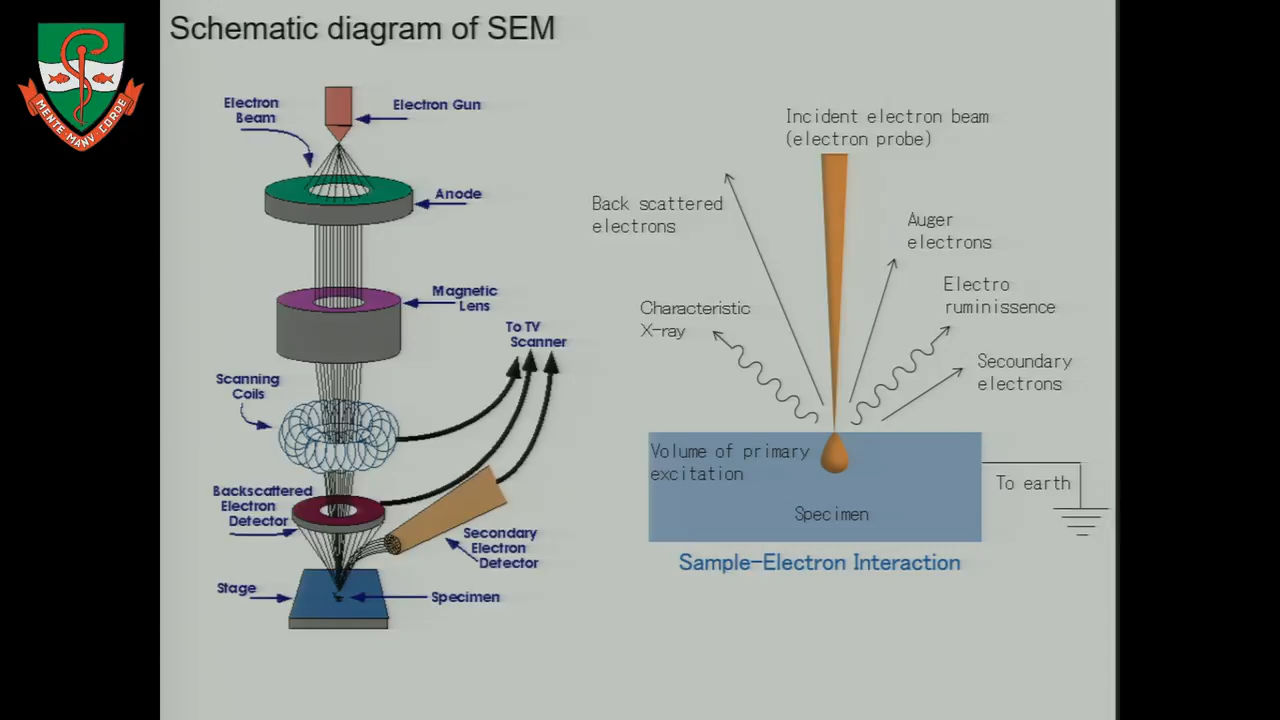 Schematic diagram of SEM
MENTE MANV CORDE
Electron
Beam
Electron Gun
Anode
Magnetic
Lens
To TV
Scanner
Scanning
Coils
Backscattered
Electron
Detector
Secondary
Electron
Detector
Stage
Specimen
Incident electron beam
(electron probe)
Back scattered
electrons
Auger
electrons
Characteristic
X-ray
Electro
ruminissence
Secoundary
electrons
Volume of primary
excitation
To earth
Specimen
Sample-Electron Interaction